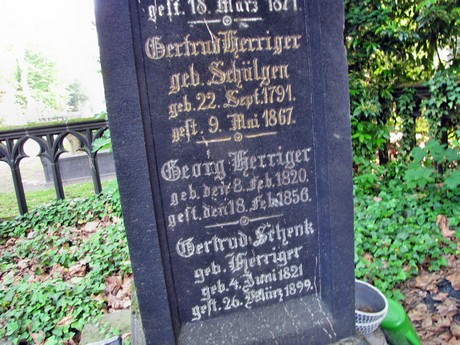 gest. 18. März 1871.
Gertrud Herriger
geb. Schülgen
geb. 22. Sept. 1791.
gest. 9. Mai 1867.
Georg Herriger
geb. den 8. Feb. 1820.
gest. den 18. Feb. 1856.
Gertrud Schenk
geb. Herriger
geb. 4. Juni 1821
gest. 26. März 1899.